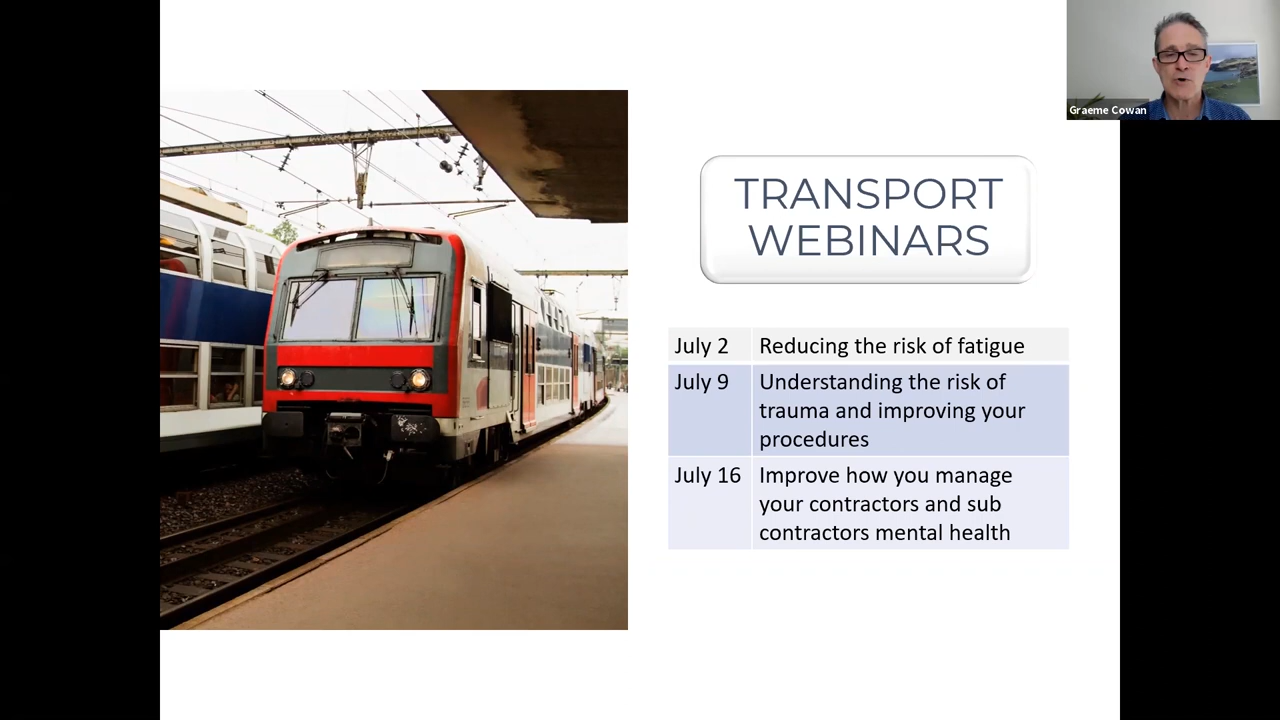 Graeme Cowan
TRANSPORT
WEBINARS
July 2 Reducing the risk of fatigue
July 9 Understanding the risk of
trauma and improving your
procedures
July 16 Improve how you manage
your contractors and sub
contractors mental health